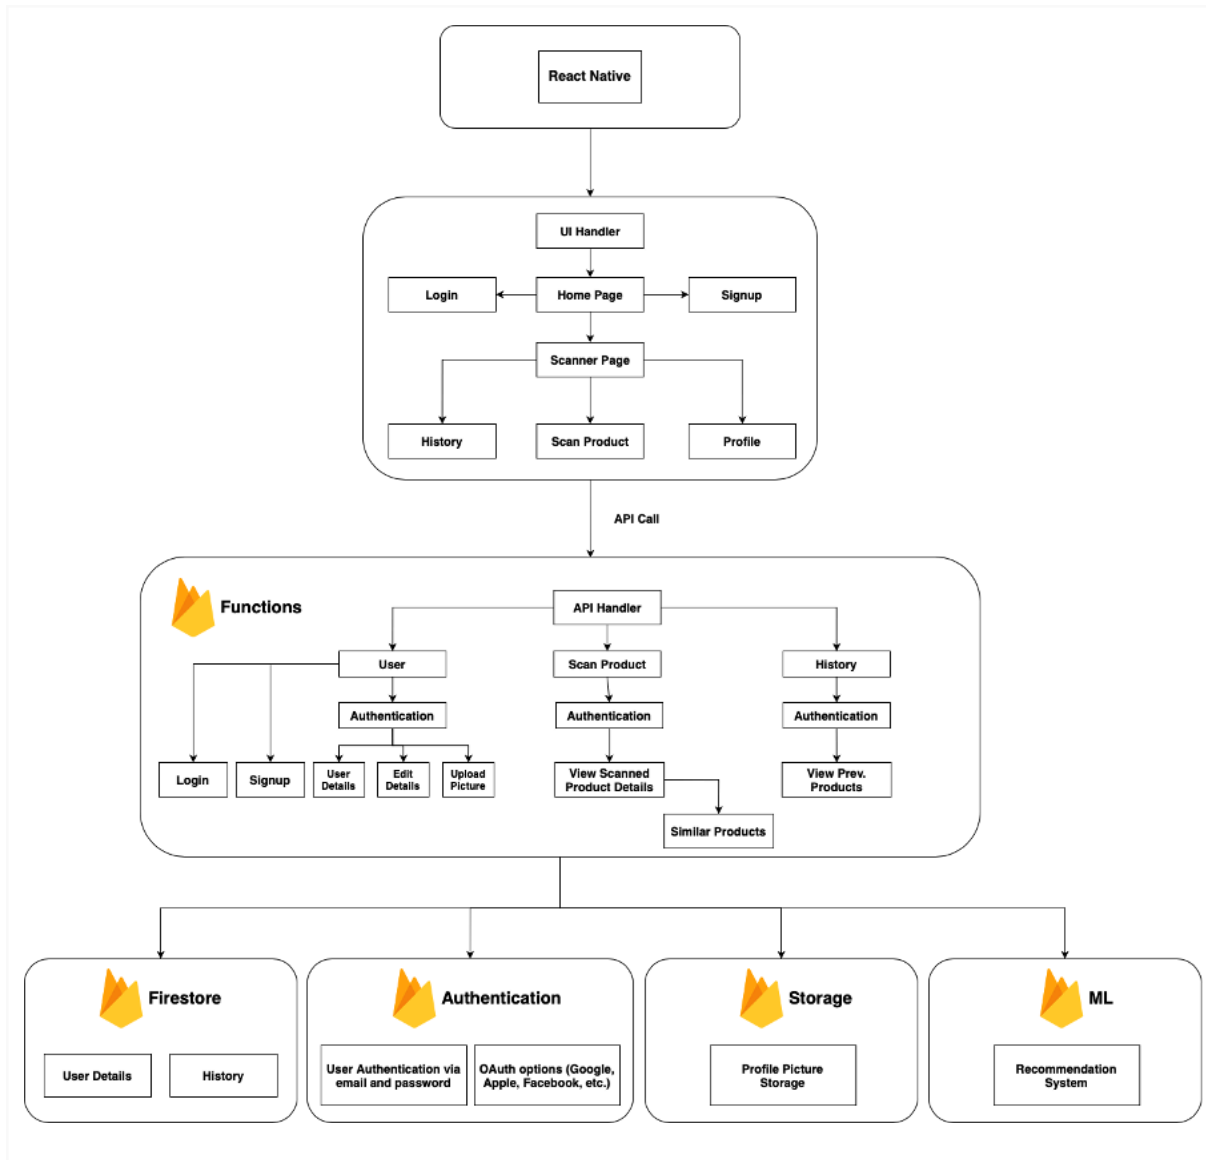 React Native
UI Handler
Login
Home Page
Signup
Scanner Page
History
Scan Product
Profile
API Call
Functions
API Handler
User
Scan Product
History
Authentication
Authentication
Authentication
Login
Signup
User
Details
Edit
Details
Upload
Picture
View Scanned
Product Details
View Prev.
Products
Similar Products
Firestore
User Details
History
Authentication
User Authentication via
email and password
OAuth options (Google,
Apple, Facebook, etc.)
Storage
Profile Picture
Storage
ML
Recommendation
System